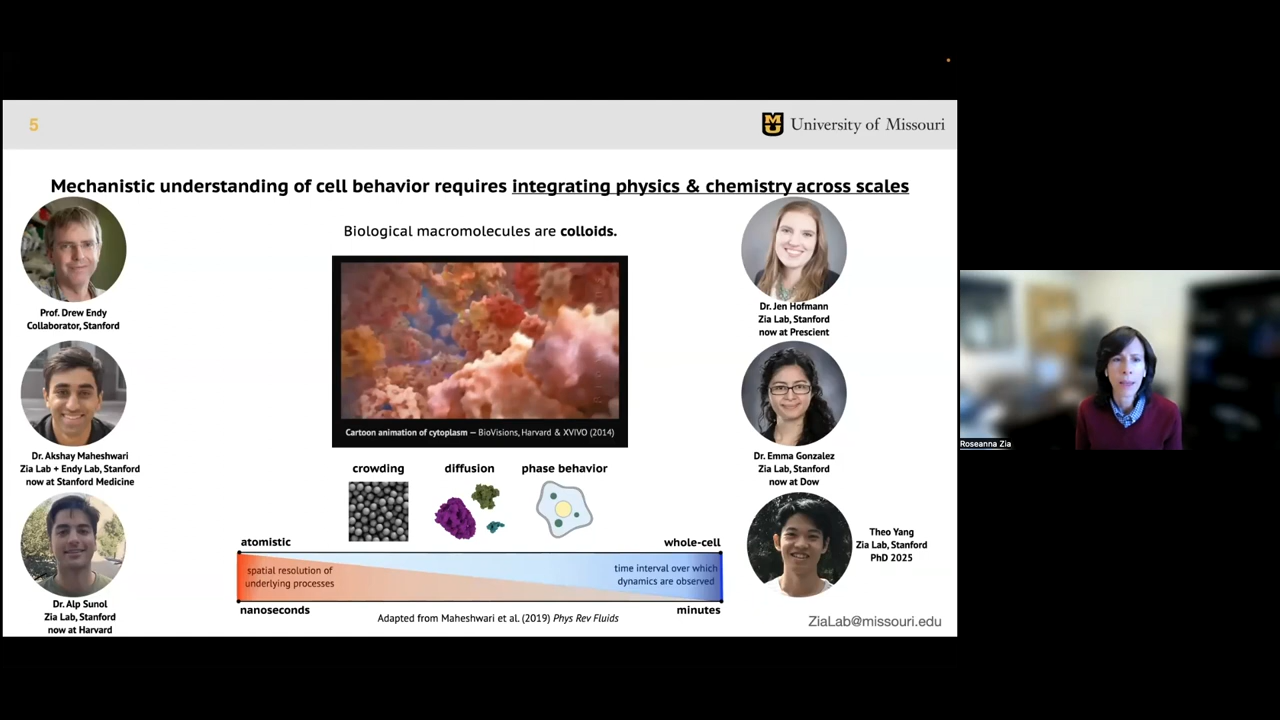 5
University of Missouri
Mechanistic understanding of cell behavior requires integrating physics & chemistry across scales
Biological macromolecules are colloids.
Cartoon animation of cytoplasm — BioVisions, Harvard & XVIVO (2014)
Prof. Drew Endy
Collaborator, Stanford
Dr. Akshay Maheshwari
Zia Lab + Endy Lab, Stanford
now at Stanford Medicine
Dr. Alp Sunol
Zia Lab, Stanford
now at Harvard
Dr. Jen Hofmann
Zia Lab, Stanford
now at Prescient
Dr. Emma Gonzalez
Zia Lab, Stanford
now at Dow
Theo Yang
Zia Lab, Stanford
PhD 2025
crowding
diffusion
phase behavior
atomistic
whole-cell
spatial resolution of
underlying processes
time interval over which
dynamics are observed
nanoseconds
minutes
Adapted from Maheshwari et al. (2019) Phys Rev Fluids
ZiaLab@missouri.edu
Roseanna Zia